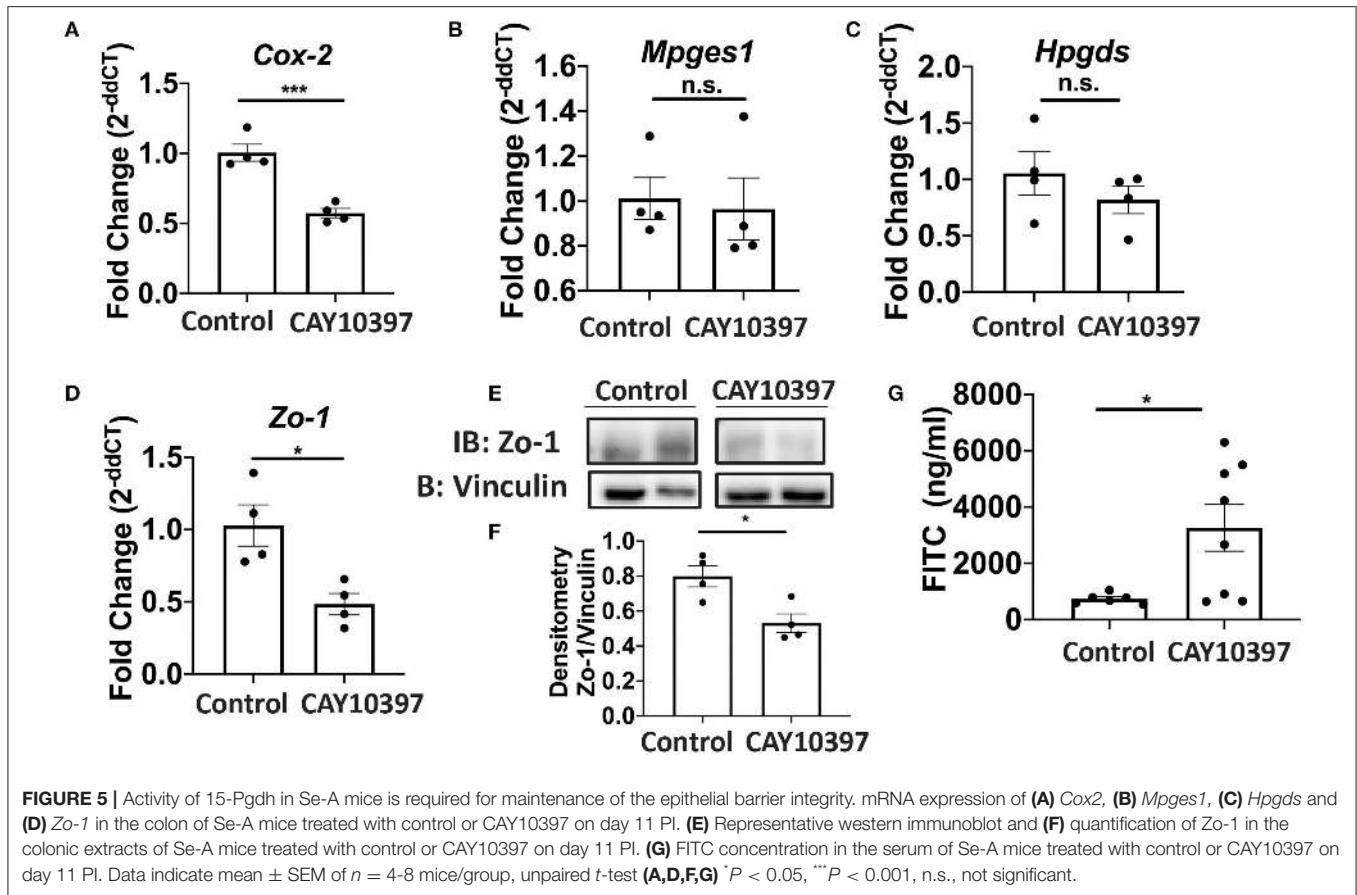 A
Cox-2
Fold Change (2-ddCT)
1.5
1.0
0.5
0.0
***
Control CAY10397
B
Mpges1
Fold Change (2-ddCT)
1.6
1.4
1.2
1.0
0.8
0.6
n.s.
Control CAY10397
C
Hpgds
Fold Change (2-ddCT)
2.0
1.5
1.0
0.5
0.0
n.s.
Control CAY10397
D
Zo-1
Fold Change (2-ddCT)
1.5
1.0
0.5
0.0
*
Control CAY10397
E
Control CAY10397
IB: Zo-1
B: Vinculin
F
Densitometry
Zo-1/Vinculin
0.8
0.6
0.4
0.2
0.0
*
Control CAY10397
G
FITC (ng/ml)
8000
6000
4000
2000
0
*
Control CAY10397
FIGURE 5 | Activity of 15-Pgdh in Se-A mice is required for maintenance of the epithelial barrier integrity. mRNA expression of (A) Cox2, (B) Mpges1, (C) Hpgds and
(D) Zo-1 in the colon of Se-A mice treated with control or CAY10397 on day 11 PI. (E) Representative western immunoblot and (F) quantification of Zo-1 in the
colonic extracts of Se-A mice treated with control or CAY10397 on day 11 PI. (G) FITC concentration in the serum of Se-A mice treated with control or CAY10397 on
day 11 PI. Data indicate mean ± SEM of n = 4-8 mice/group, unpaired t-test (A,D,F,G) *P < 0.05, ***P < 0.001, n.s., not significant.